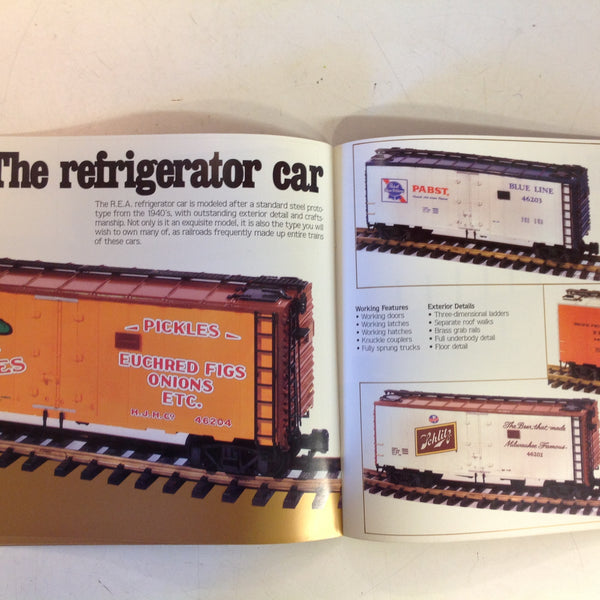 The refrigerator car
The R.E.A. refrigerator car is modeled after a standard steel proto-
type from the 1940's, with outstanding exterior detail and crafts-
manship. Not only is it an exquisite model, it is also the type you will
wish to own many of, as railroads frequently made up entire trains
of these cars.
PICKLES
EUCHRED FIGS
ONIONS
ETC.
H.J.H.Co
46204
PABST
BLUE LINE
46203
Working Features
• Working doors
• Working latches
• Working hatches
• Knuckle couplers
• Fully sprung trucks
Exterior Details
• Three-dimensional ladders
• Separate roof walks
• Brass grab rails
• Full underbody detail
• Floor detail
Schlitz
The Beer that made
Milwaukee Famous
46201